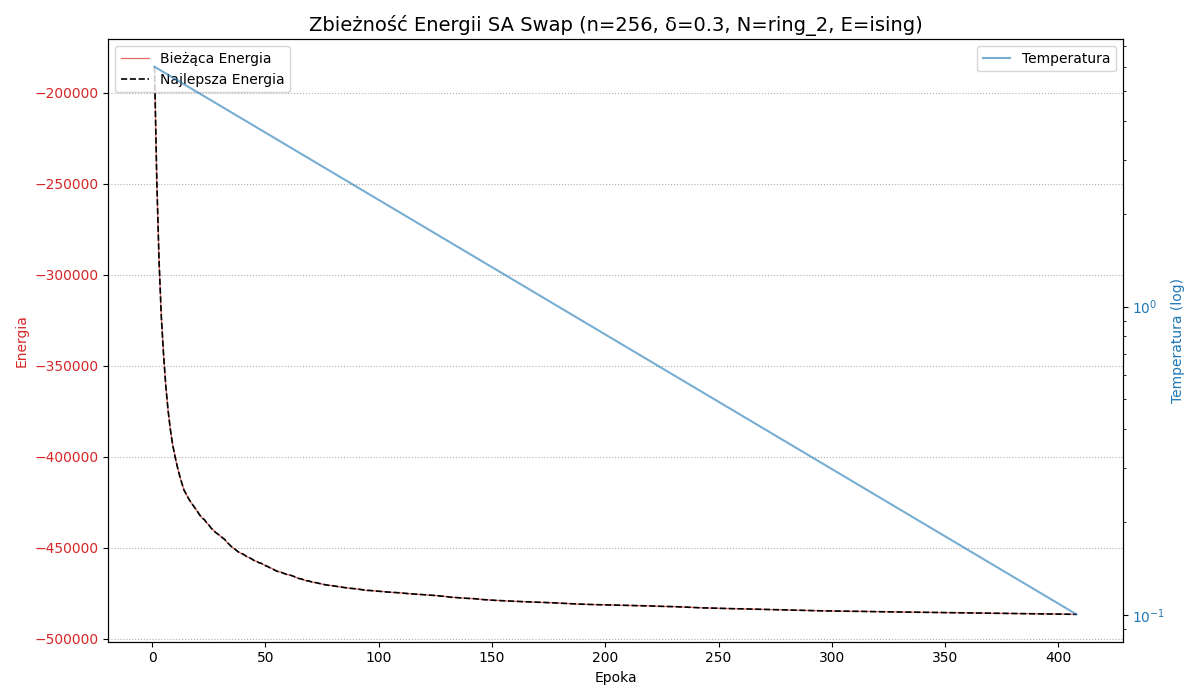 Zbieżność Energii SA Swap (n=256, δ=0.3, N=ring_2, E=ising)
Bieżąca Energia
Najlepsza Energia
Temperatura
−200000
−250000
−300000
−350000
−400000
−450000
−500000
Energia
10⁰
10⁻¹
Temperatura (log)
0 50 100 150 200 250 300 350 400
Epoka